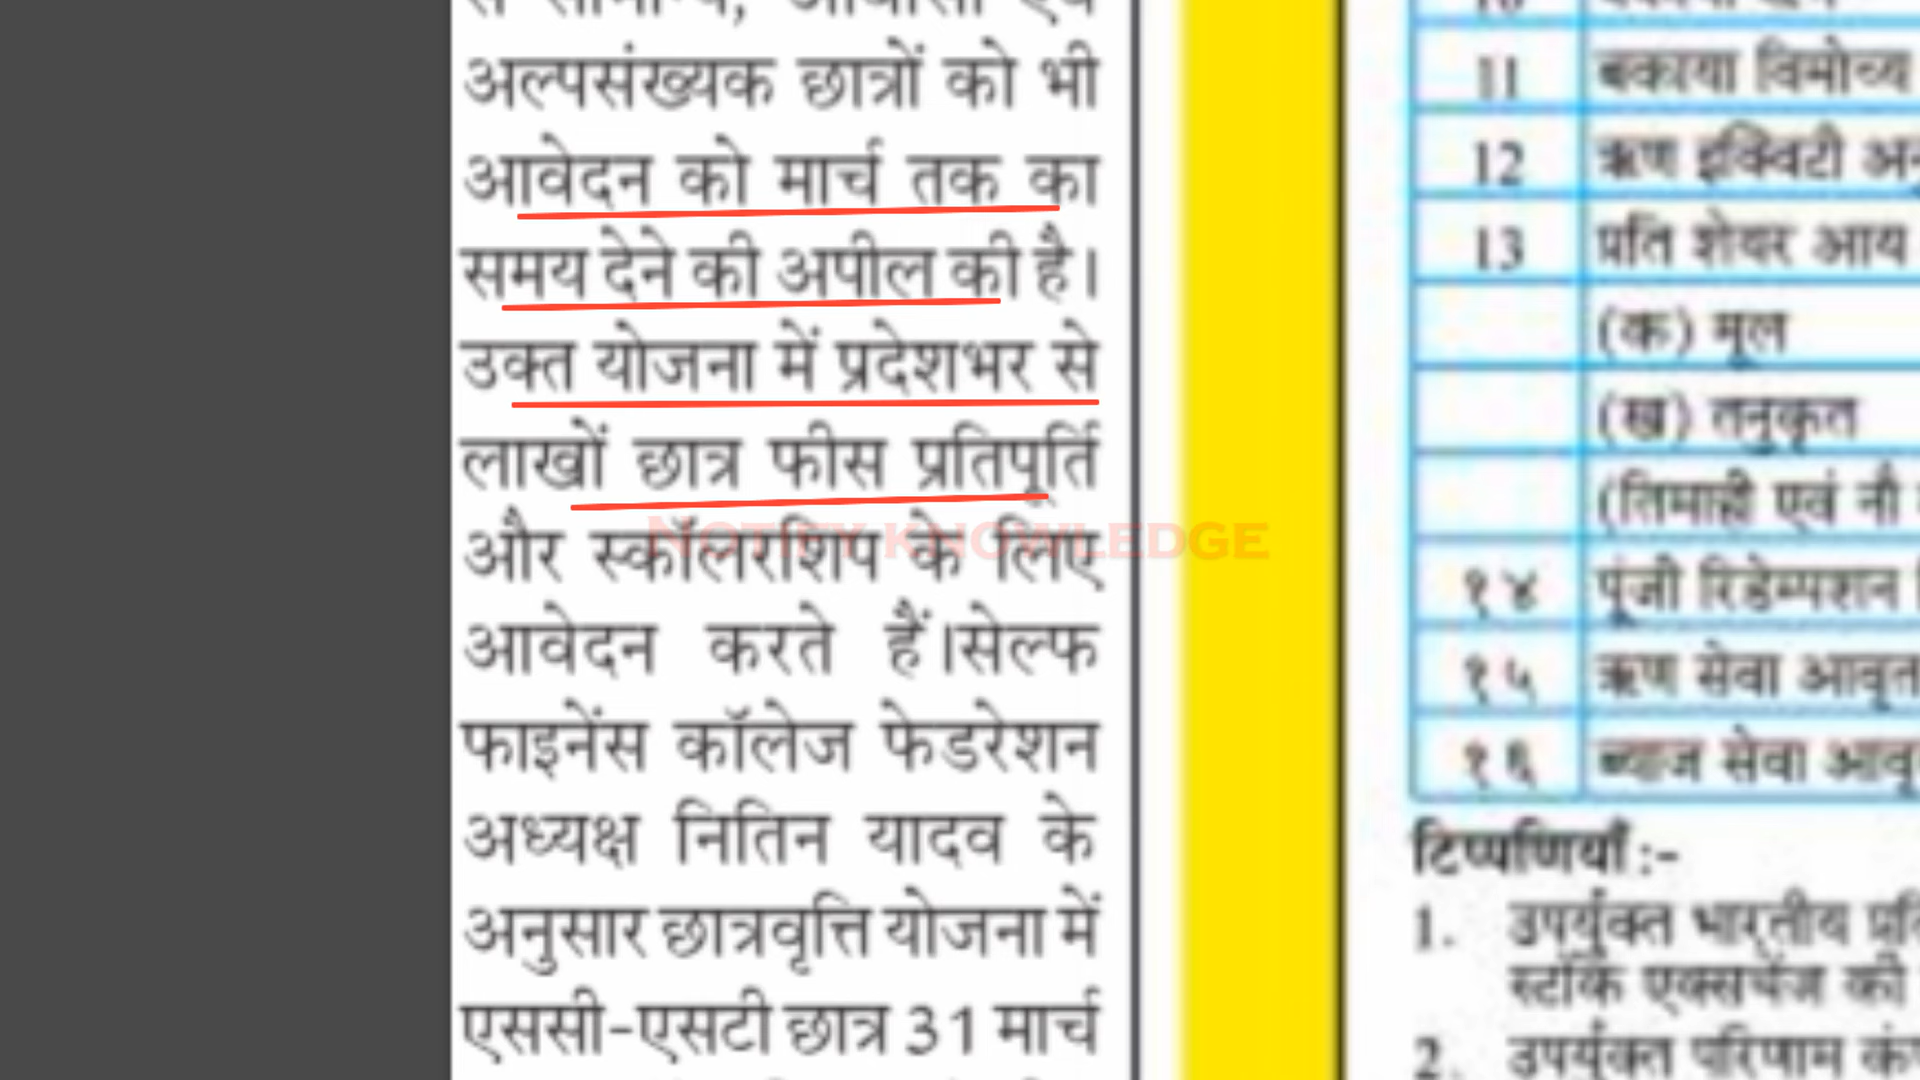 अल्पसंख्यक छात्रों को भी
आवेदन को मार्च तक का
समय देने की अपील की है।
उक्त योजना में प्रदेशभर से
लाखों छात्र फीस प्रतिपूर्ति
और स्कॉलरशिप के लिए
आवेदन करते हैं।सेल्फ
फाइनेंस कॉलेज फेडरेशन
अध्यक्ष नितिन यादव के
अनुसार छात्रवृत्ति योजना में
एससी-एसटी छात्र 31 मार्च
NOTIFY KNOWLEDGE
11 बकाया विमोच्य
12 ऋण इक्विटी
13 प्रति शेयर आय
(क) मूल
(ख) तनुकृत
(तिमाही एवं नौ
१४ पूंजी रिडेम्पशन
१५ ऋण सेवा
१६ ब्याज सेवा
टिप्पणियाँ :-
1. उपर्युक्त भारतीय
स्टॉक एक्सचेंज की
2. उपर्युक्त परिणाम